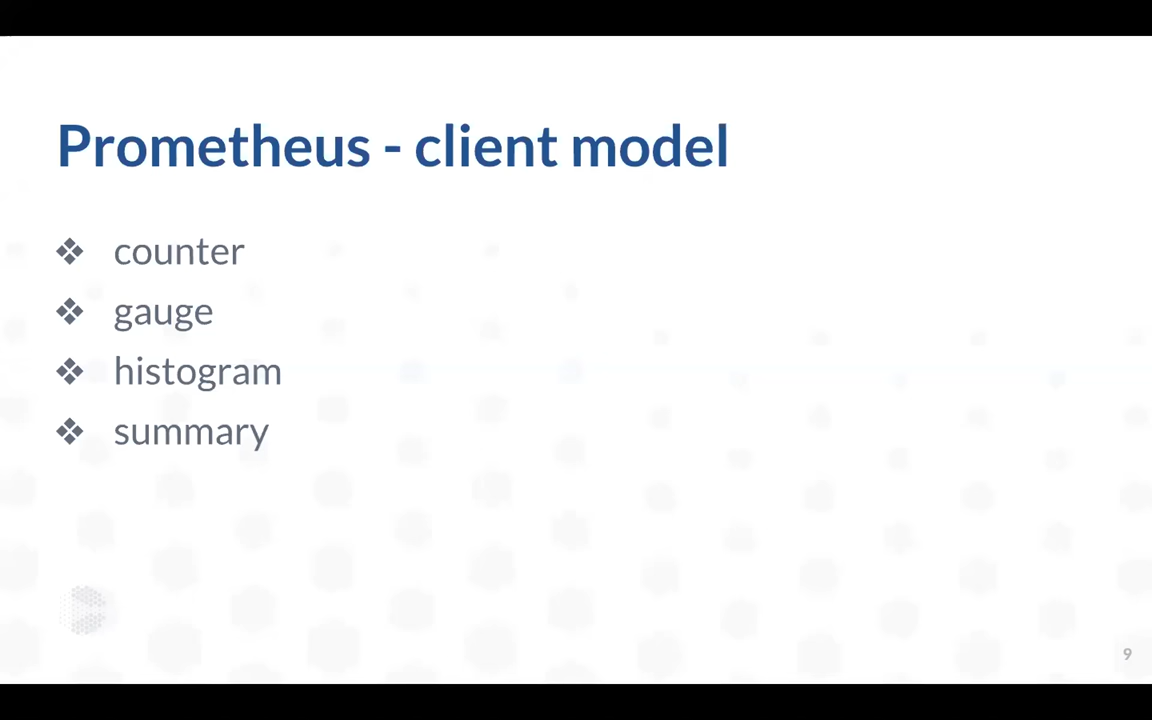 Prometheus - client model
❖ counter
❖ gauge
❖ histogram
❖ summary
9